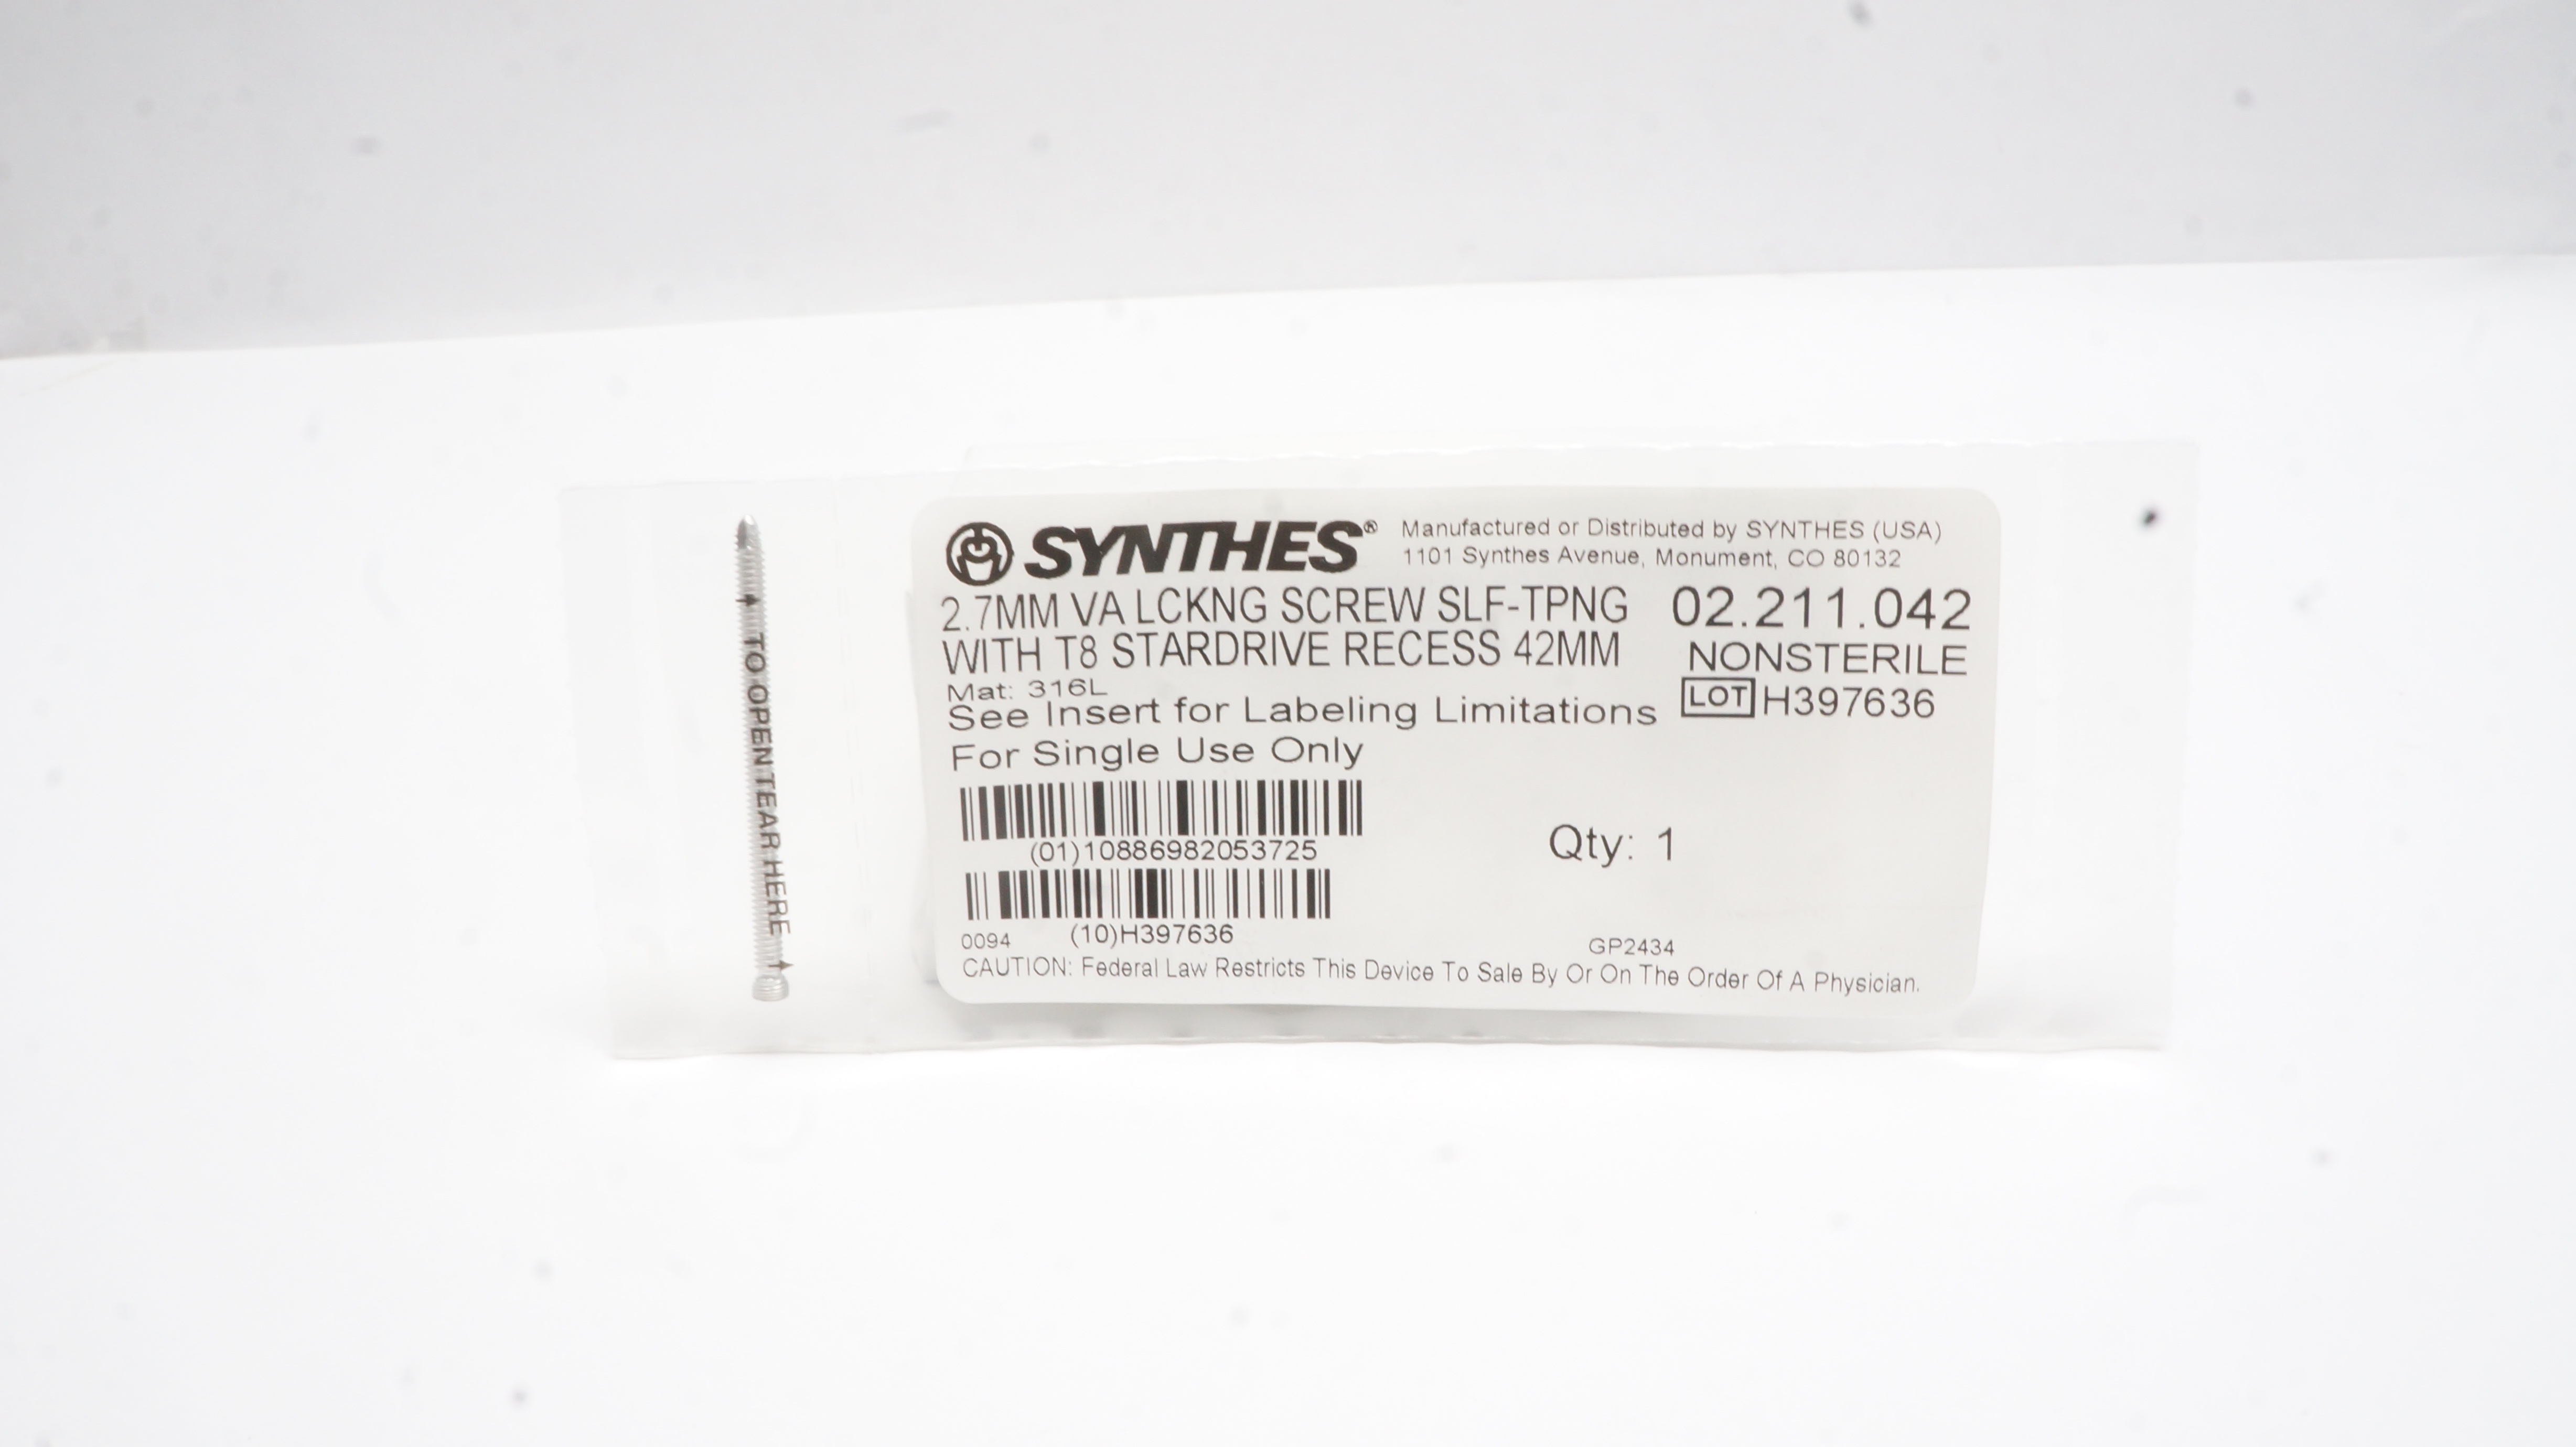 SYNTHES®
Manufactured or Distributed by SYNTHES (USA)
1101 Synthes Avenue, Monument, CO 80132
2.7MM VA LCKNG SCREW SLF-TPNG
WITH T8 STARDRIVE RECESS 42MM
02.211.042
NONSTERILE
LOT H397636
Mat: 316L
See Insert for Labeling Limitations
For Single Use Only
(01)10886982053725
Qty: 1
(10)H397636
0094
GP2434
CAUTION: Federal Law Restricts This Device To Sale By Or On The Order Of A Physician.
TO OPEN TEAR HERE